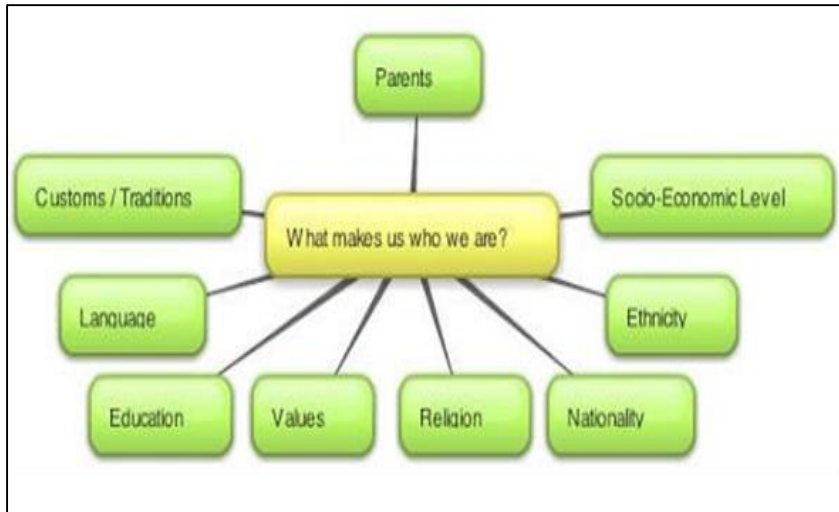 Parents
Customs / Traditions
Socio-Economic Level
What makes us who we are?
Language
Ethnicity
Education
Values
Religion
Nationality